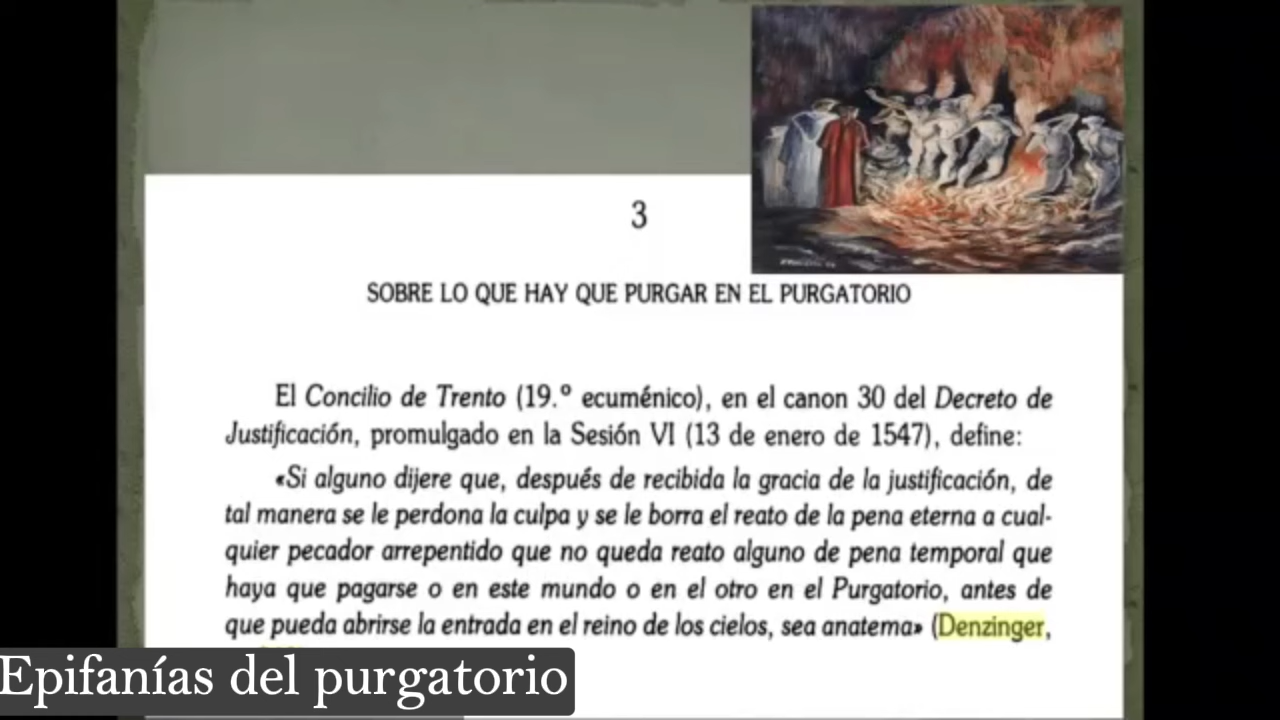 3
SOBRE LO QUE HAY QUE PURGAR EN EL PURGATORIO
El Concilio de Trento (19.º ecuménico), en el canon 30 del Decreto de
Justificación, promulgado en la Sesión VI (13 de enero de 1547), define:
«Si alguno dijere que, después de recibida la gracia de la justificación, de
tal manera se le perdona la culpa y se le borra el reato de la pena eterna a cual-
quier pecador arrepentido que no queda reato alguno de pena temporal que
haya que pagarse o en este mundo o en el otro en el Purgatorio, antes de
que pueda abrirse la entrada en el reino de los cielos, sea anatema» (Denzinger,
Epifanías del purgatorio